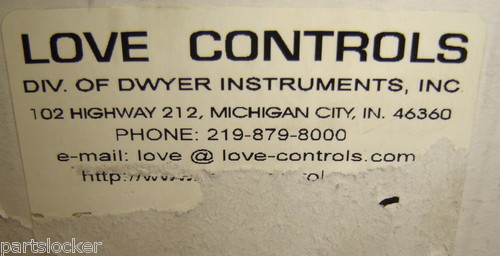 LOVE CONTROLS
DIV. OF DWYER INSTRUMENTS, INC.
102 HIGHWAY 212, MICHIGAN CITY, IN. 46360
PHONE: 219-879-8000
e-mail: love @ love-controls.com
partslocker